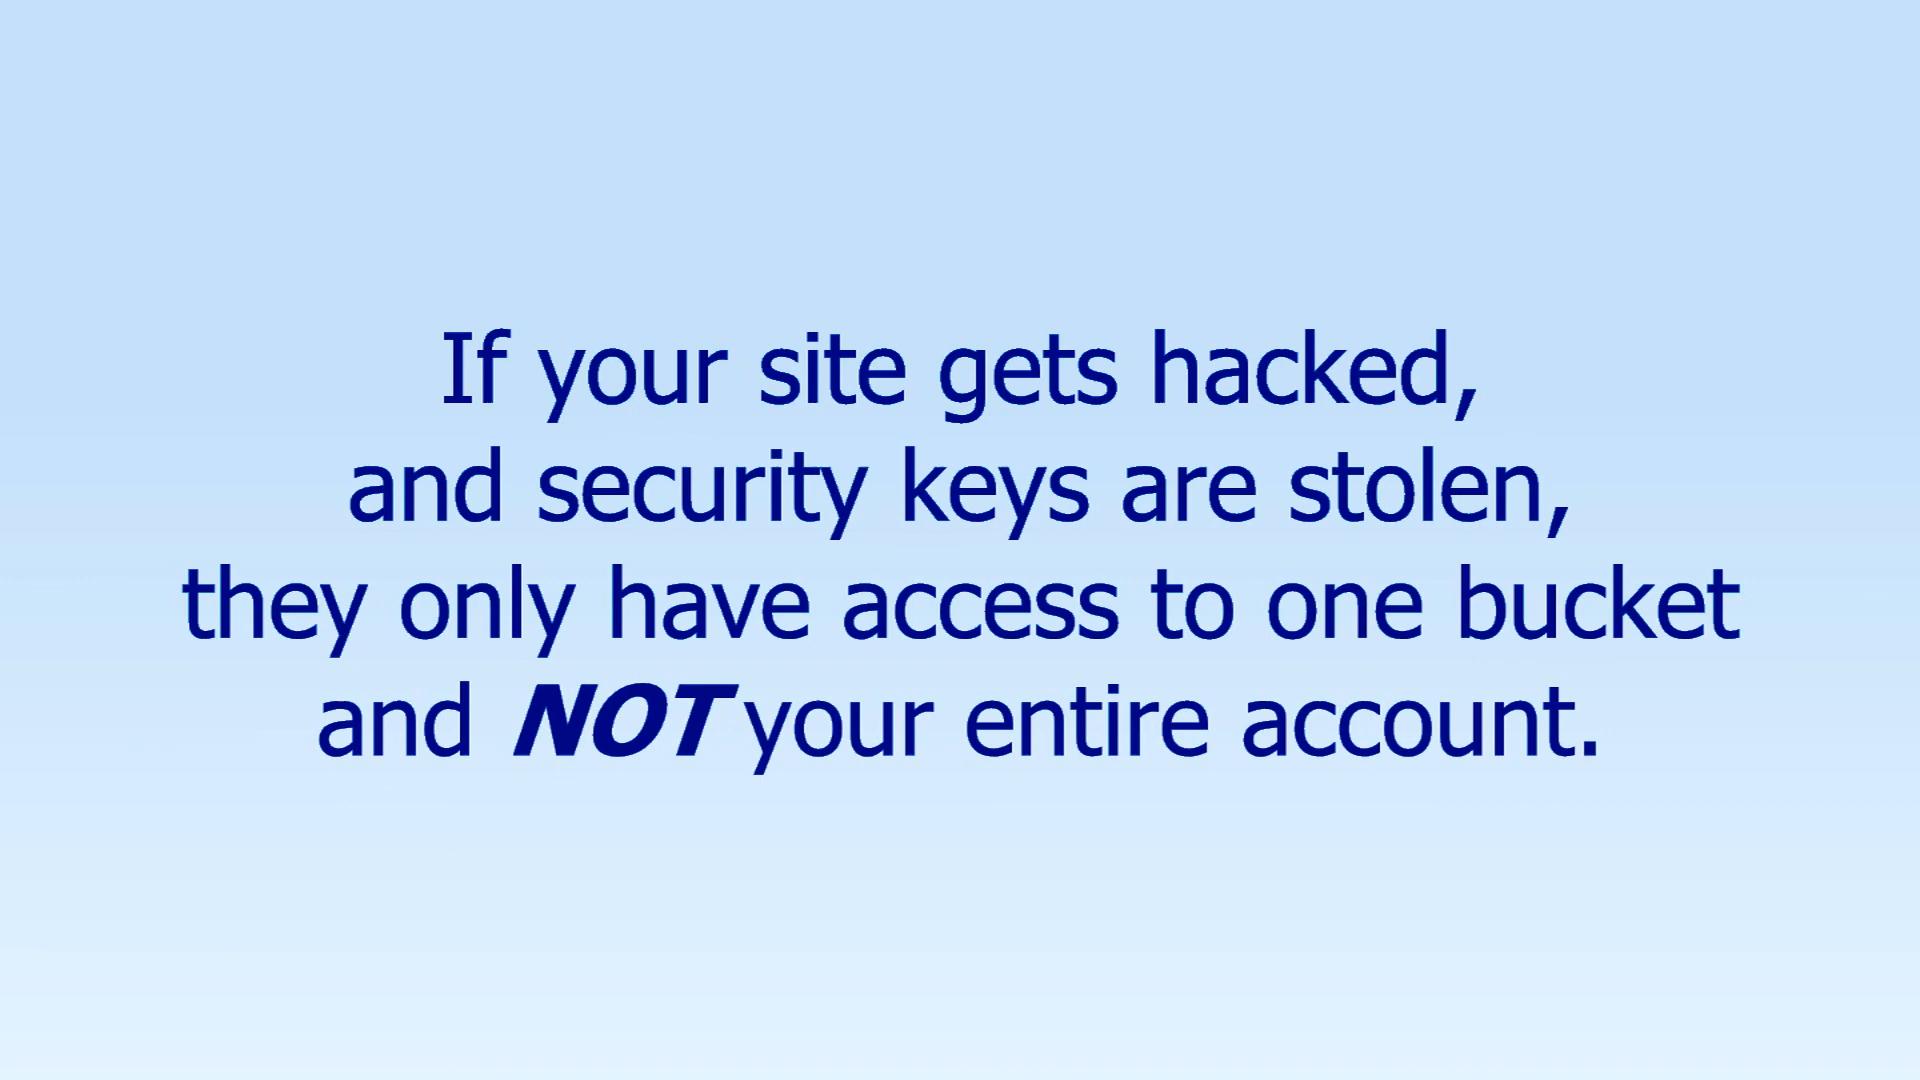 If your site gets hacked,
and security keys are stolen,
they only have access to one bucket
and NOT your entire account.